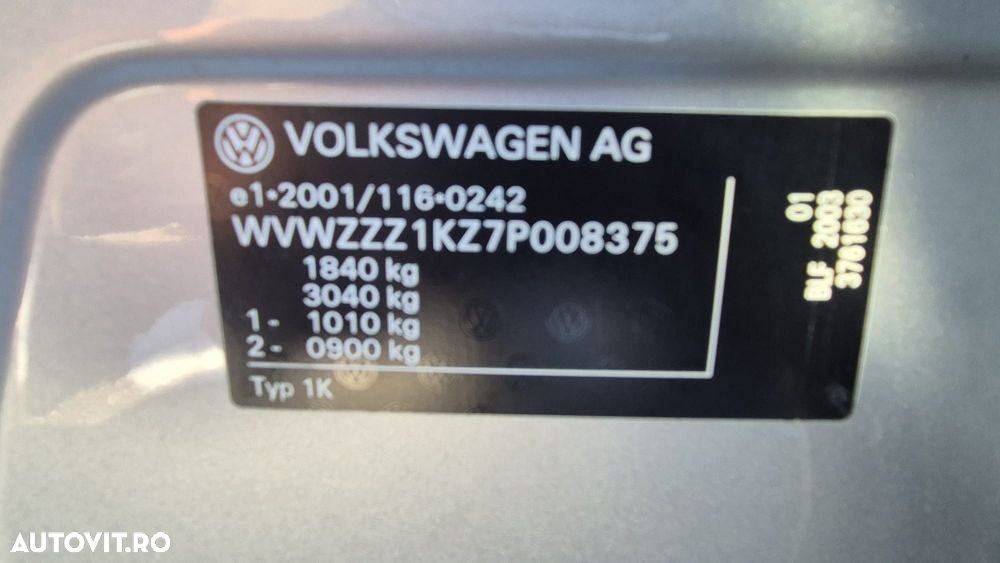 VOLKSWAGEN AG
e1*2001/116*0242
WVWZZZ1KZ7P008375
1840 kg
3040 kg
1- 1010 kg
2- 0900 kg
Typ 1K
01
BLF 2003
3761630
AUTOVIT.RO